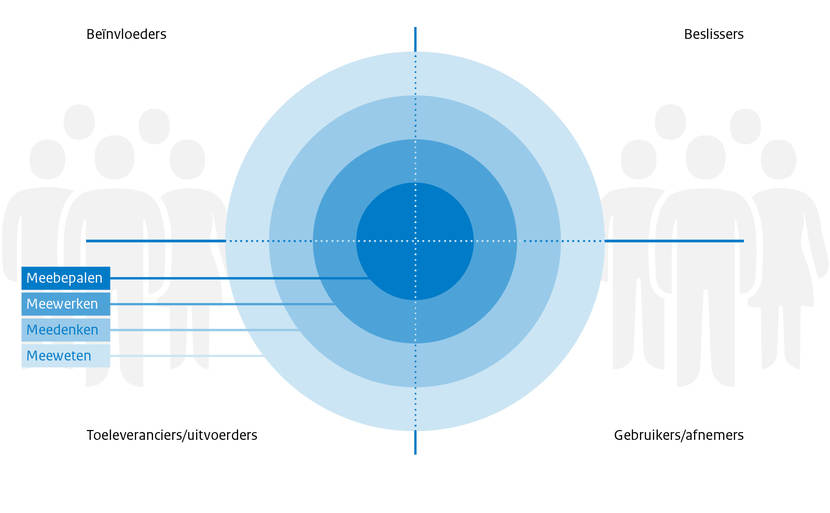 Beïnvloeders
Beslissers
Meebepalen
Meewerken
Meedenken
Meeweten
Toeleveranciers/uitvoerders
Gebruikers/afnemers